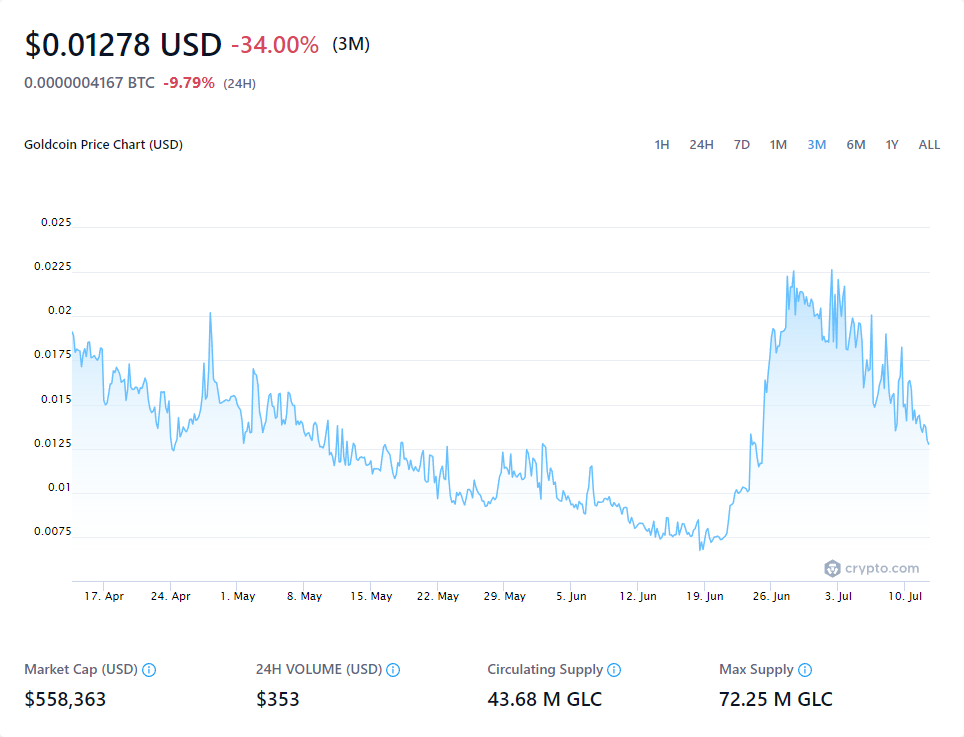 $0.01278 USD -34.00% (3M)
0.0000004167 BTC -9.79% (24H)
Goldcoin Price Chart (USD) 1H 24H 7D 1M 3M 6M 1Y ALL
0.025
0.0225
0.02
0.0175
0.015
0.0125
0.01
0.0075
crypto.com
17. Apr 24. Apr 1. May 8. May 15. May 22. May 29. May 5. Jun 12. Jun 19. Jun 26. Jun 3. Jul 10. Jul
Market Cap (USD) 24H VOLUME (USD) Circulating Supply Max Supply
$558,363 $353 43.68 M GLC 72.25 M GLC